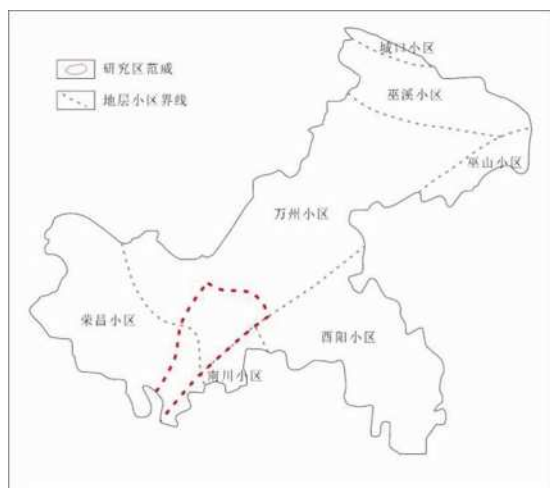 城口小区
研究区范威
巫溪小区
地层小区界线
巫山小区
万州小区
荣昌小区
酉阳小区
南川小区